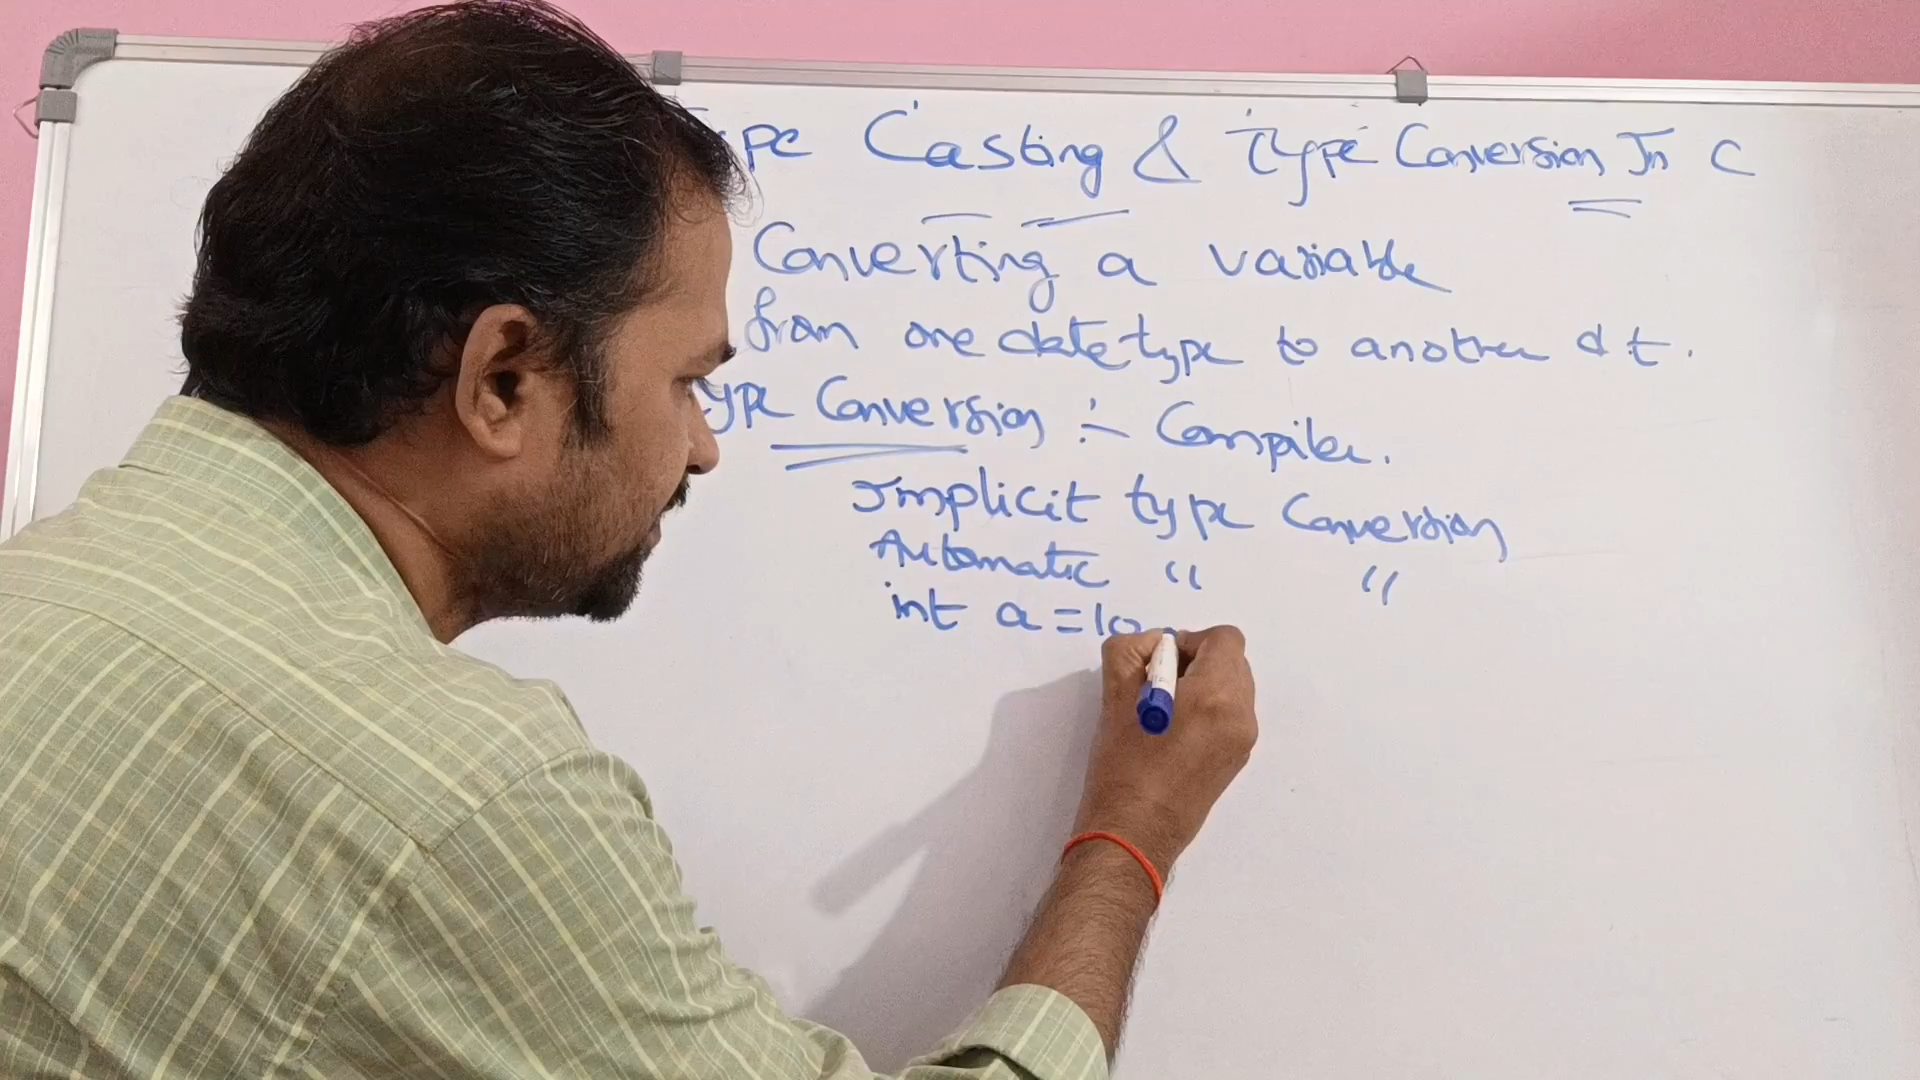 Type Casting & Type Conversion In C
Converting a variable
from one datatype to another d.t.
Type Conversion :- Compiler.
Implicit type Conversion
Automatic " "
int a = 10